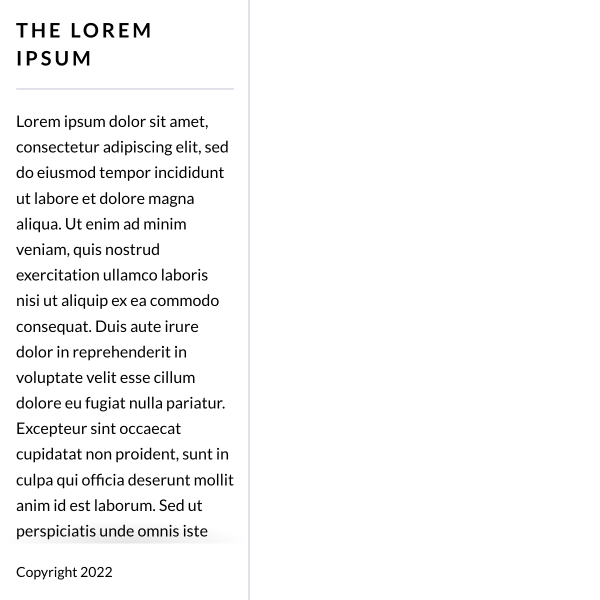 THE LOREM
IPSUM
Lorem ipsum dolor sit amet,
consectetur adipiscing elit, sed
do eiusmod tempor incididunt
ut labore et dolore magna
aliqua. Ut enim ad minim
veniam, quis nostrud
exercitation ullamco laboris
nisi ut aliquip ex ea commodo
consequat. Duis aute irure
dolor in reprehenderit in
voluptate velit esse cillum
dolore eu fugiat nulla pariatur.
Excepteur sint occaecat
cupidatat non proident, sunt in
culpa qui officia deserunt mollit
anim id est laborum. Sed ut
perspiciatis unde omnis iste
Copyright 2022